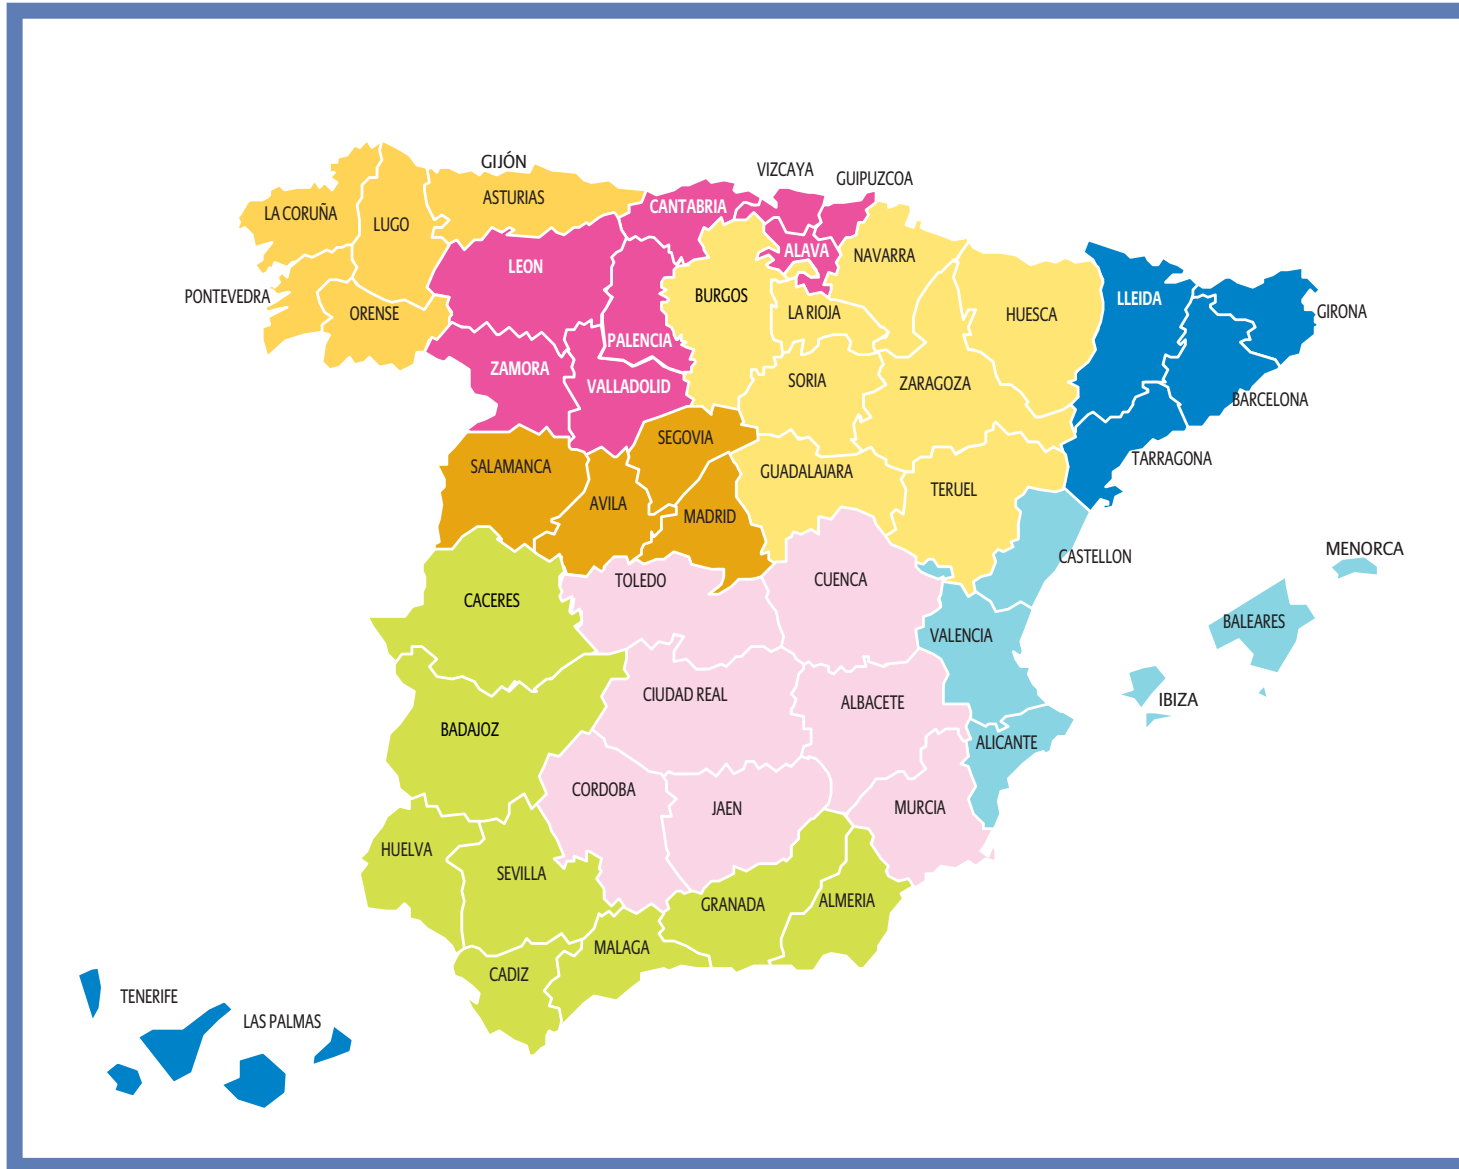 GIJÓN
VIZCAYA
GUIPUZCOA
ASTURIAS
CANTABRIA
LA CORUÑA
LUGO
ALAVA
NAVARRA
LEON
PONTEVEDRA
BURGOS
LLEIDA
ORENSE
LA RIOJA
HUESCA
GIRONA
PALENCIA
ZAMORA
VALLADOLID
SORIA
ZARAGOZA
BARCELONA
SEGOVIA
SALAMANCA
GUADALAJARA
TARRAGONA
TERUEL
AVILA
MADRID
CASTELLON
MENORCA
TOLEDO
CUENCA
CACERES
VALENCIA
BALEARES
CIUDAD REAL
ALBACETE
IBIZA
BADAJOZ
ALICANTE
CORDOBA
JAEN
MURCIA
HUELVA
SEVILLA
GRANADA
ALMERIA
MALAGA
CADIZ
TENERIFE
LAS PALMAS